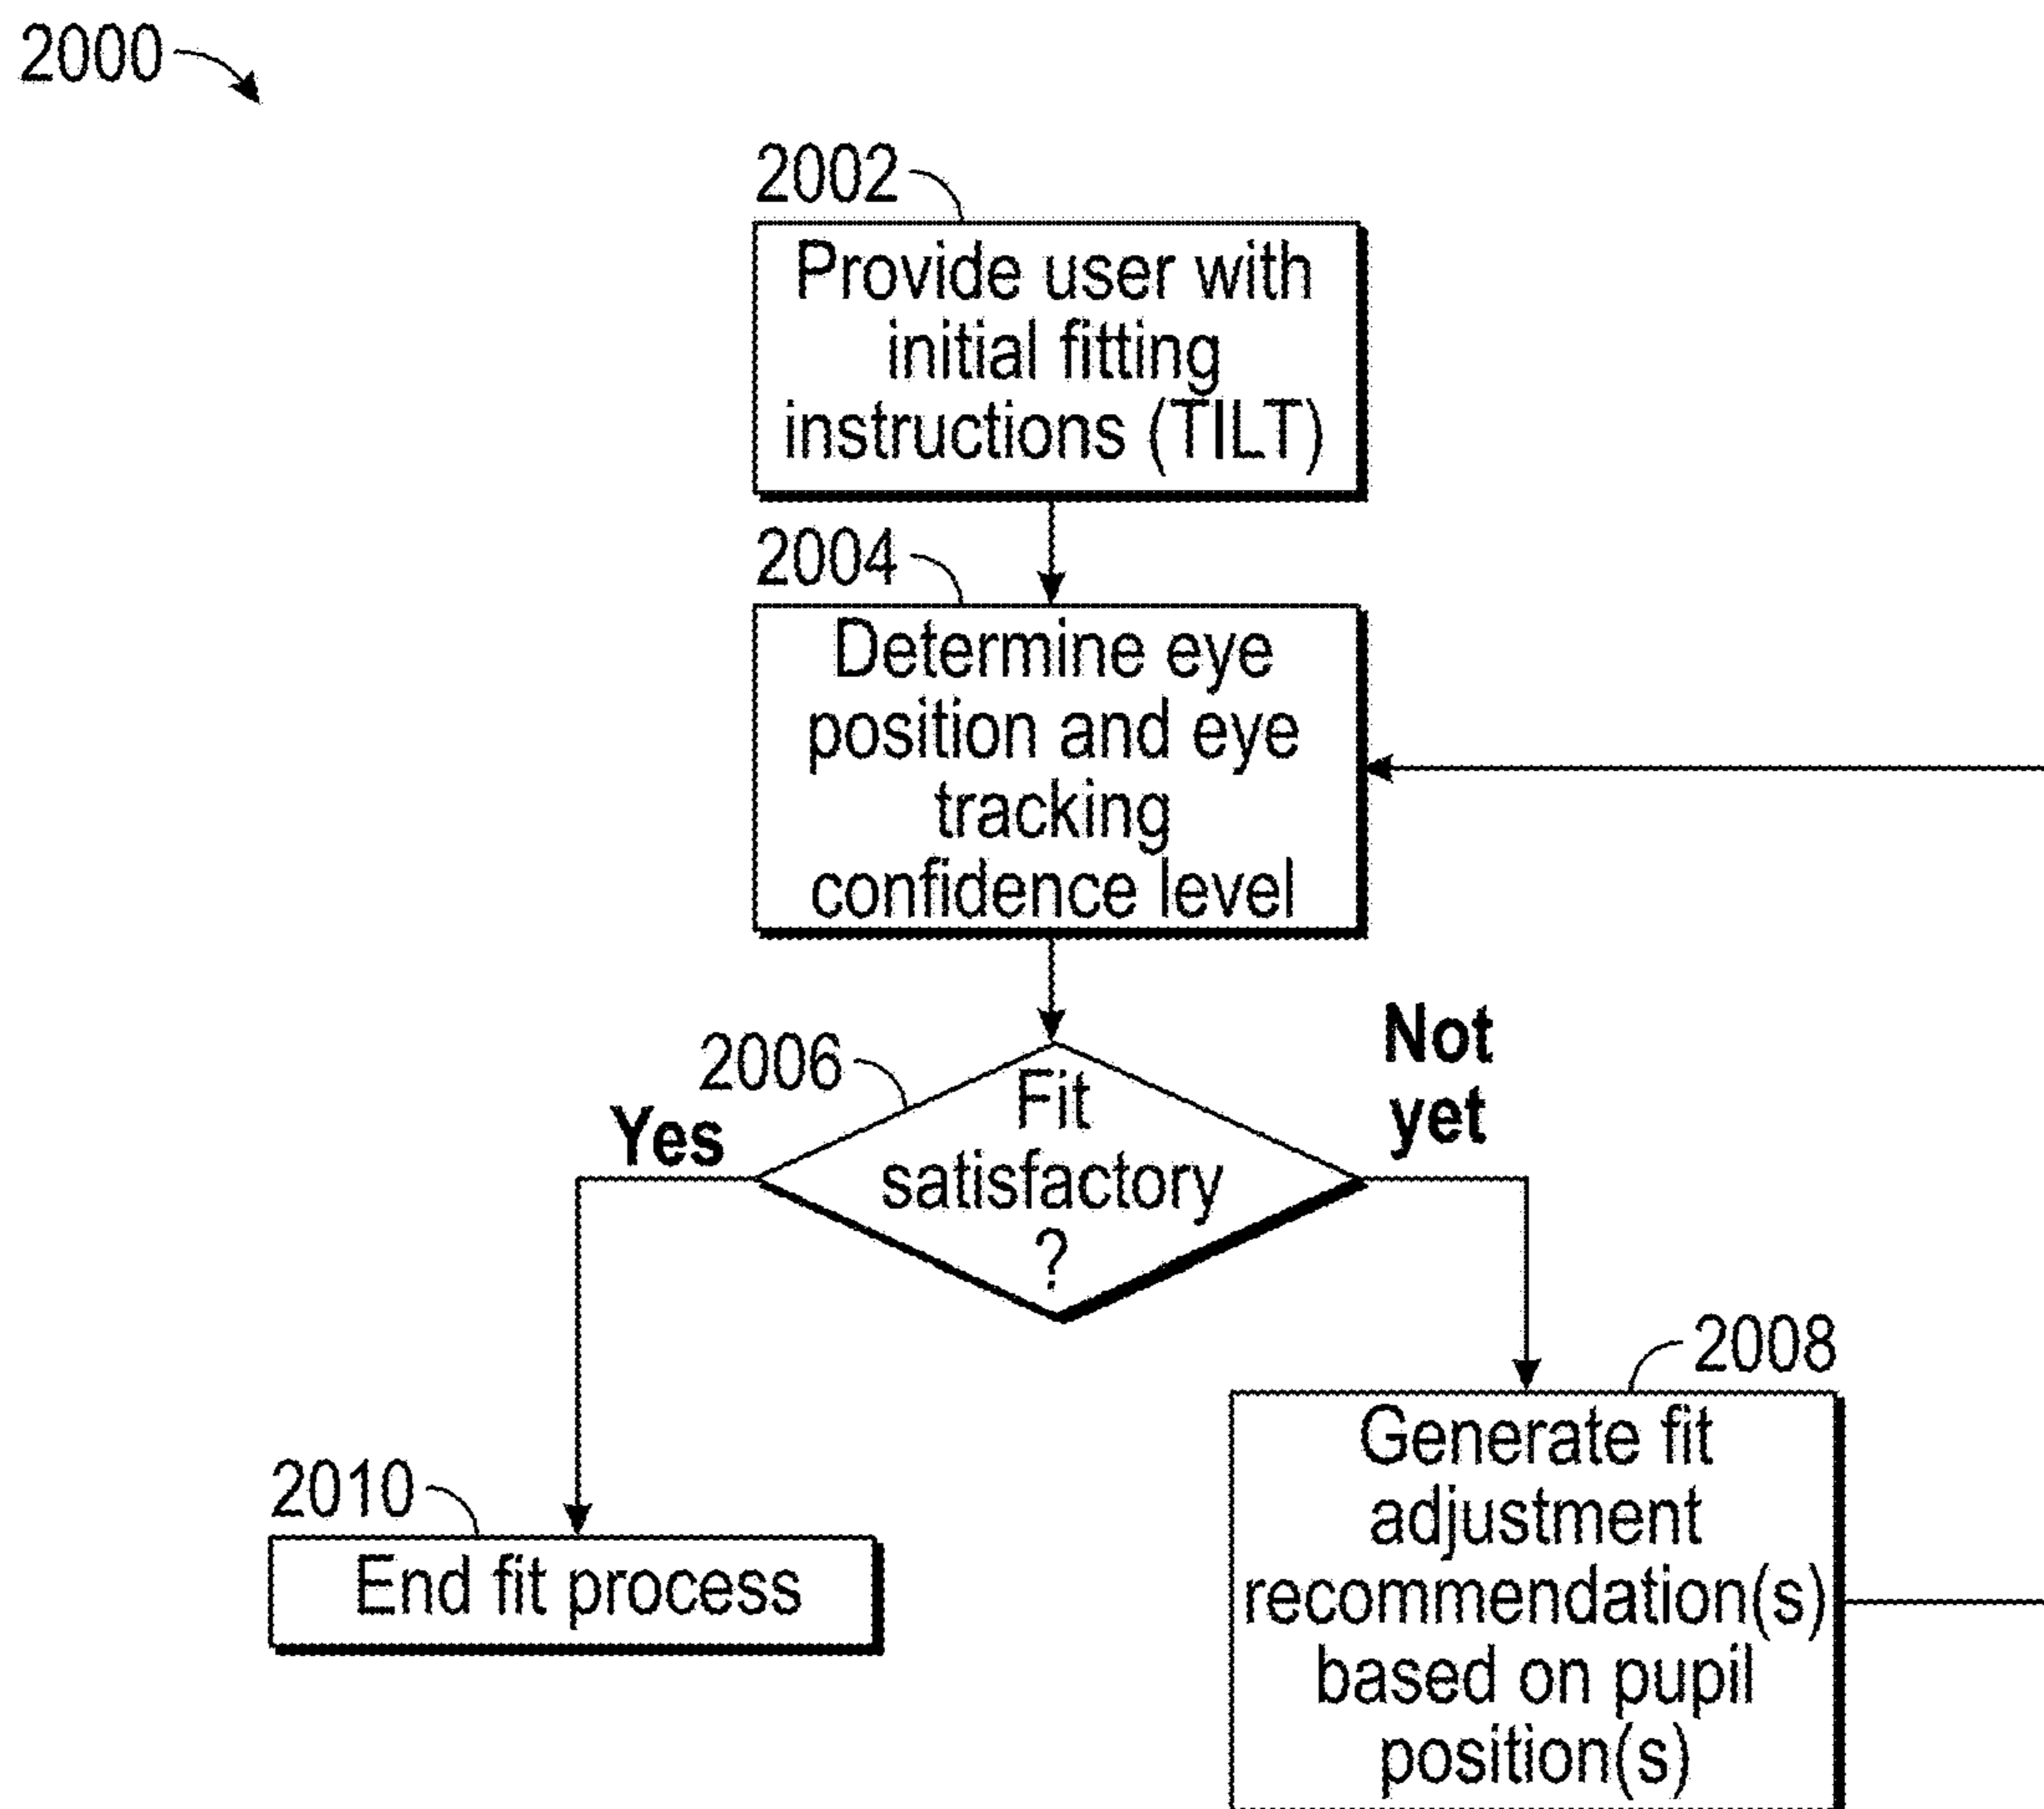 2000
2002
Provide user with
initial fitting
instructions (TILT)
2004
Determine eye
position and eye
tracking
confidence level
2006
Fit
satisfactory
?
Yes
Not
yet
2008
Generate fit
adjustment
recommendation(s)
based on pupil
position(s)
2010
End fit process